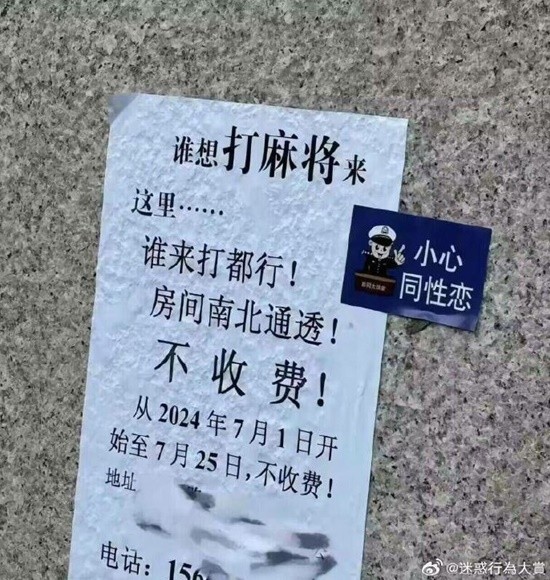 谁想打麻将来
这里……
谁来打都行！
房间南北通透！
不收费！
从2024年7月1日开
始至7月25日,不收费！
地址
电话：156
小心
同性恋
@迷惑行為大賞